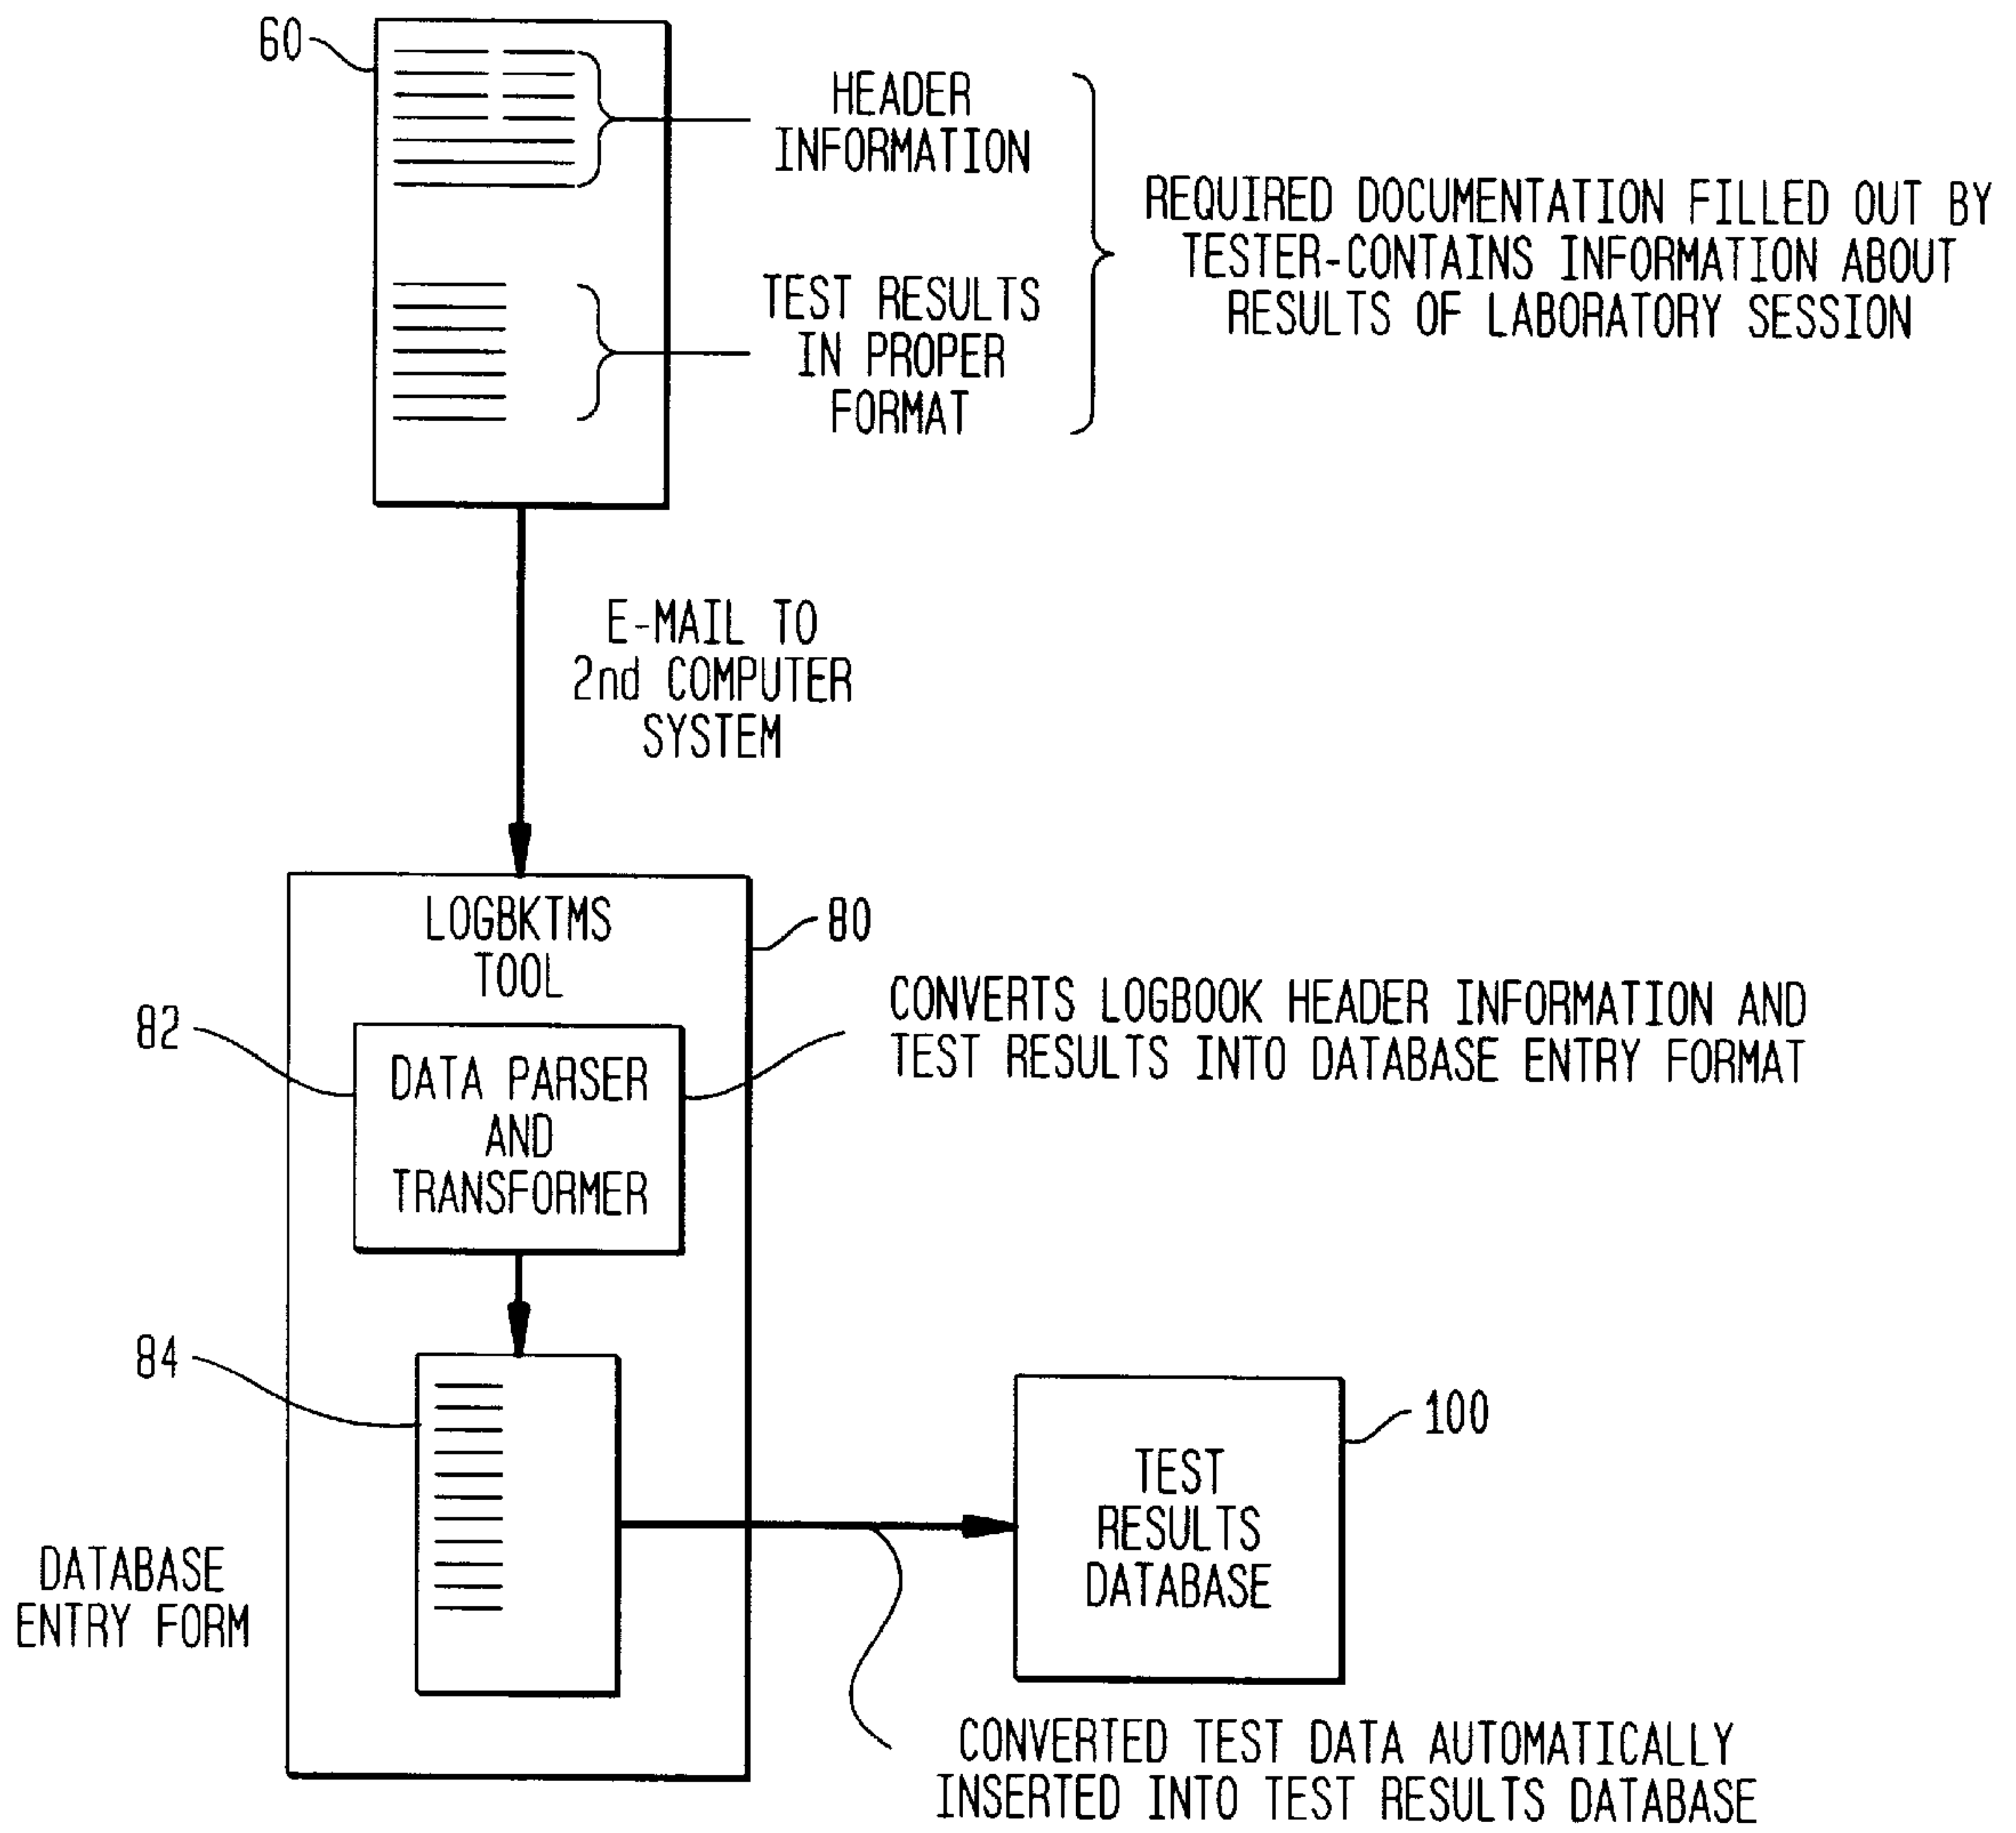 60
HEADER
INFORMATION
REQUIRED DOCUMENTATION FILLED OUT BY
TESTER-CONTAINS INFORMATION ABOUT
RESULTS OF LABORATORY SESSION
TEST RESULTS
IN PROPER
FORMAT
E-MAIL TO
2nd COMPUTER
SYSTEM
LOGBKTMS
TOOL
80
82
DATA PARSER
AND
TRANSFORMER
CONVERTS LOGBOOK HEADER INFORMATION AND
TEST RESULTS INTO DATABASE ENTRY FORMAT
84
DATABASE
ENTRY FORM
100
TEST
RESULTS
DATABASE
CONVERTED TEST DATA AUTOMATICALLY
INSERTED INTO TEST RESULTS DATABASE